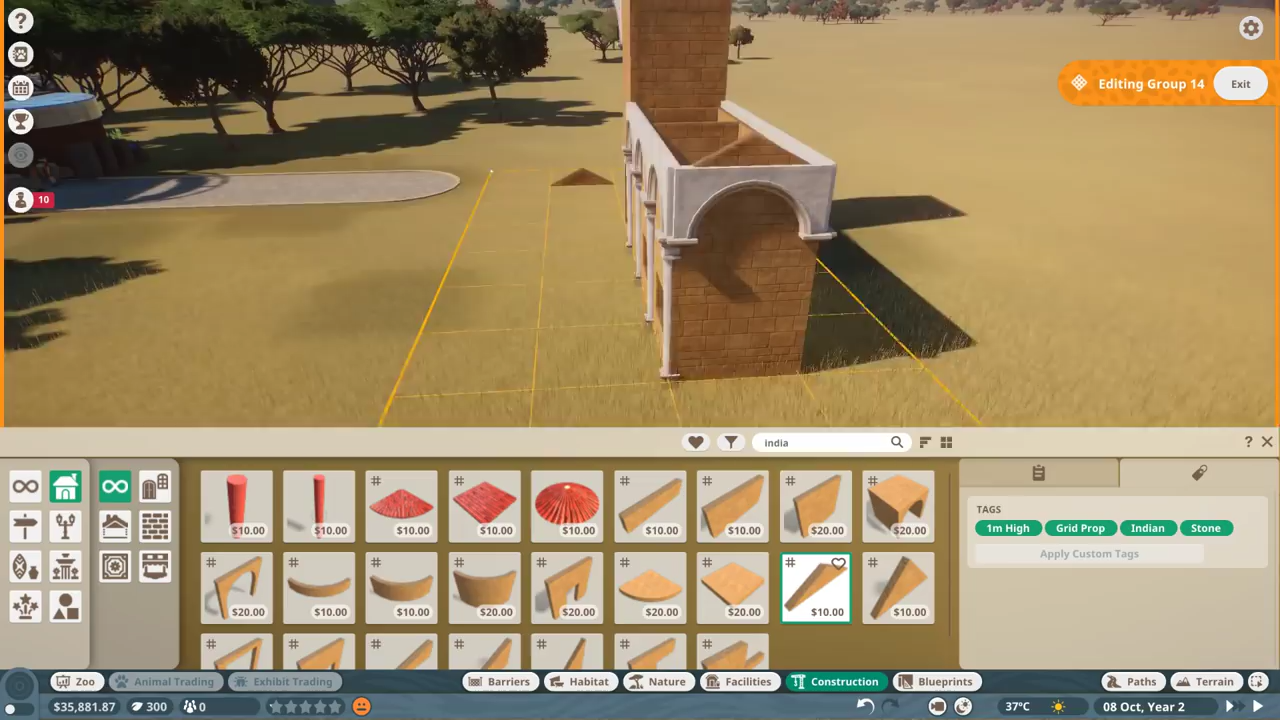 Editing Group 14
Exit
10
india
?
$10.00 $10.00 $10.00 $10.00 $10.00 $10.00 $10.00 $20.00 $20.00
$20.00 $10.00 $10.00 $20.00 $20.00 $20.00 $20.00 $10.00 $10.00
TAGS
1m High Grid Prop Indian Stone
Apply Custom Tags
Zoo Animal Trading Exhibit Trading Barriers Habitat Nature Facilities Construction Blueprints Paths Terrain
$35,881.87 300 0 37°C 08 Oct, Year 2